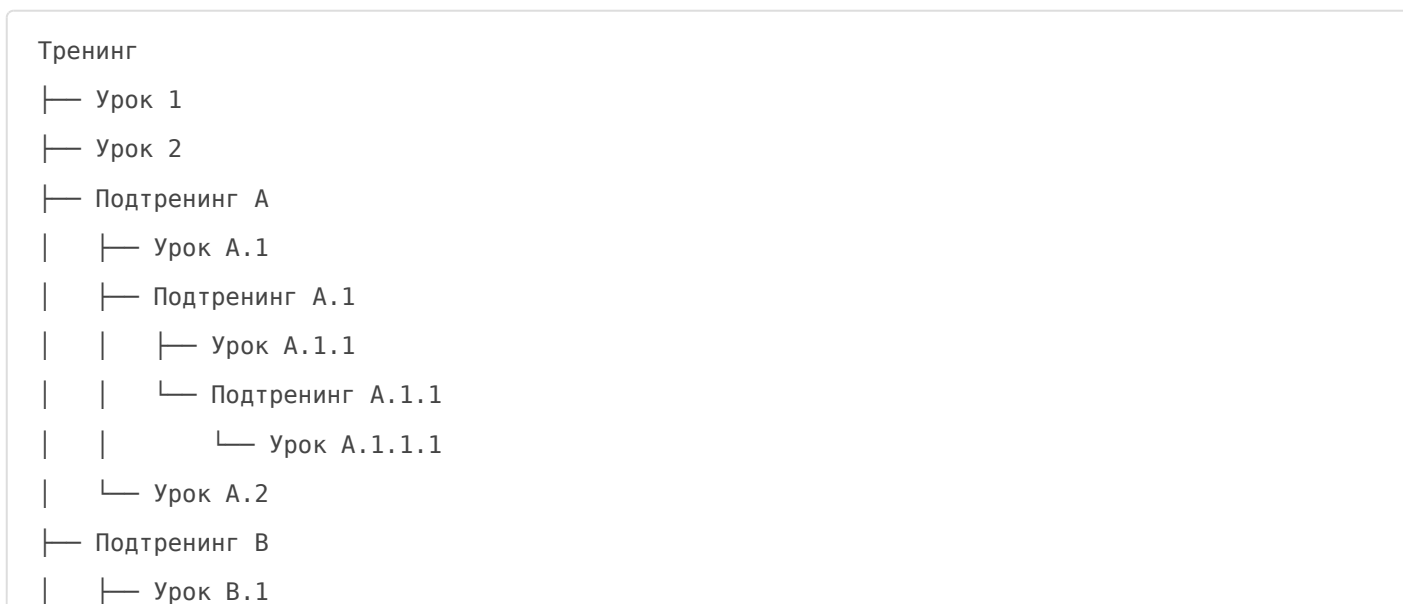 Тренинг
├── Урок 1
├── Урок 2
├── Подтренинг A
│   ├── Урок A.1
│   ├── Подтренинг A.1
│   │   ├── Урок A.1.1
│   │   └── Подтренинг A.1.1
│   │       └── Урок A.1.1.1
│   └── Урок A.2
├── Подтренинг B
│   ├── Урок B.1